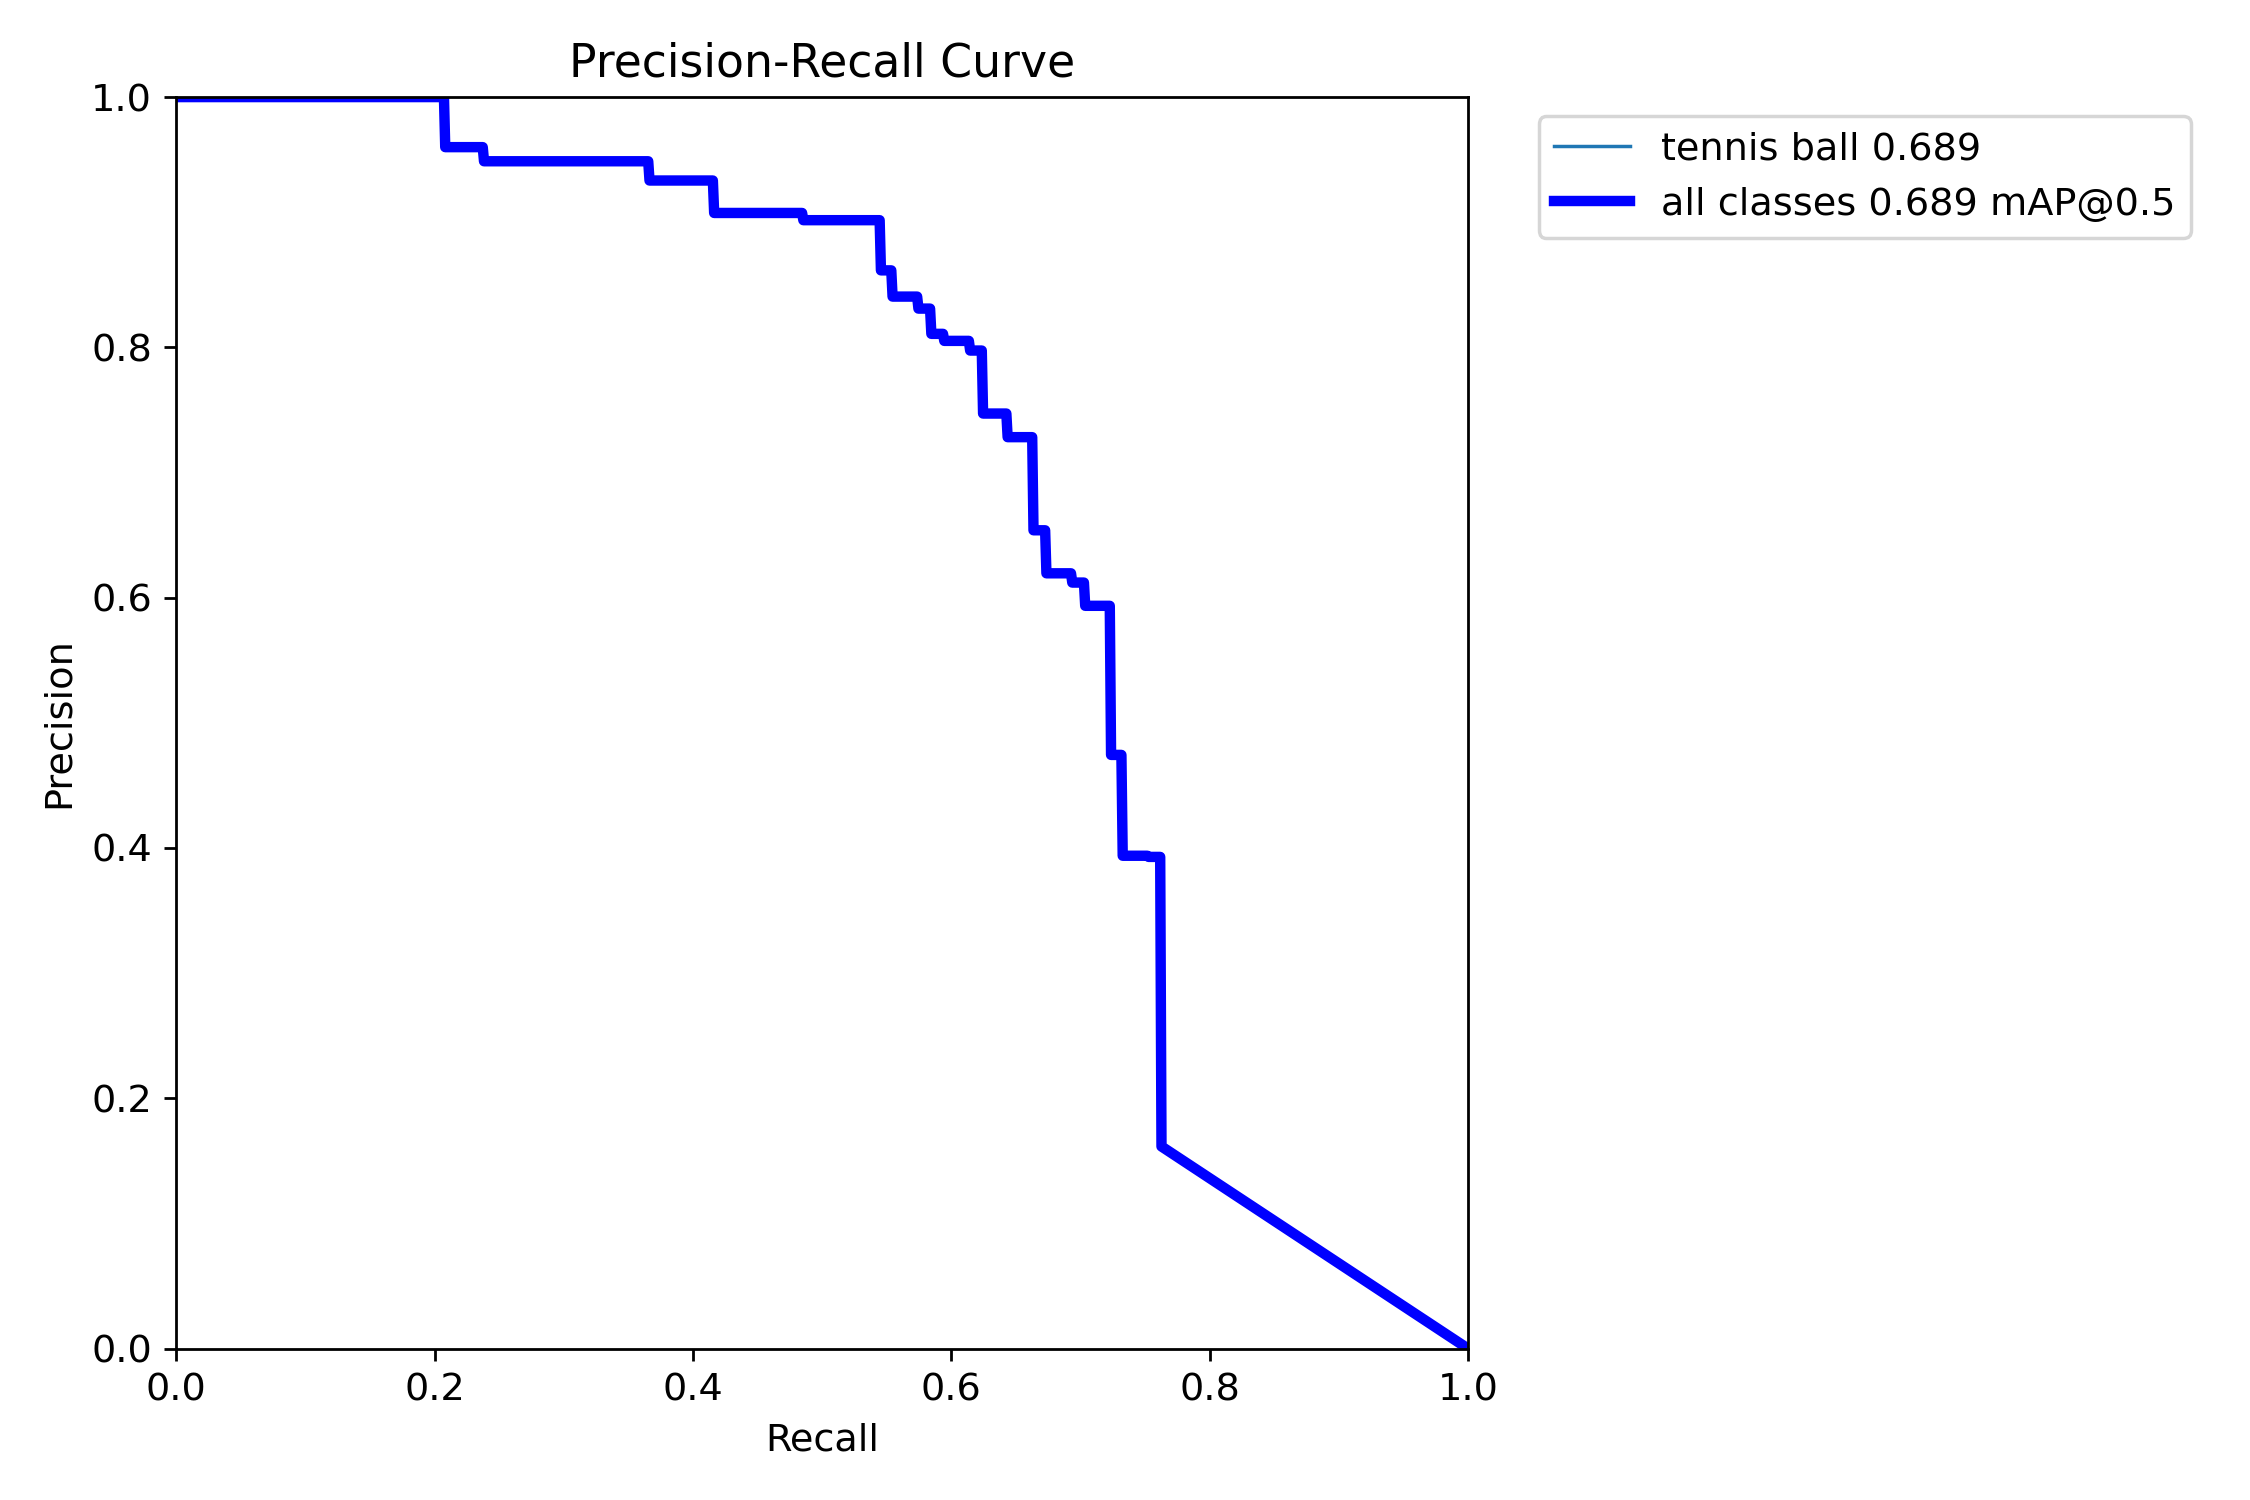 Precision-Recall Curve
1.0
0.8
0.6
0.4
0.2
0.0
Precision
0.0 0.2 0.4 0.6 0.8 1.0
Recall
tennis ball 0.689
all classes 0.689 mAP@0.5